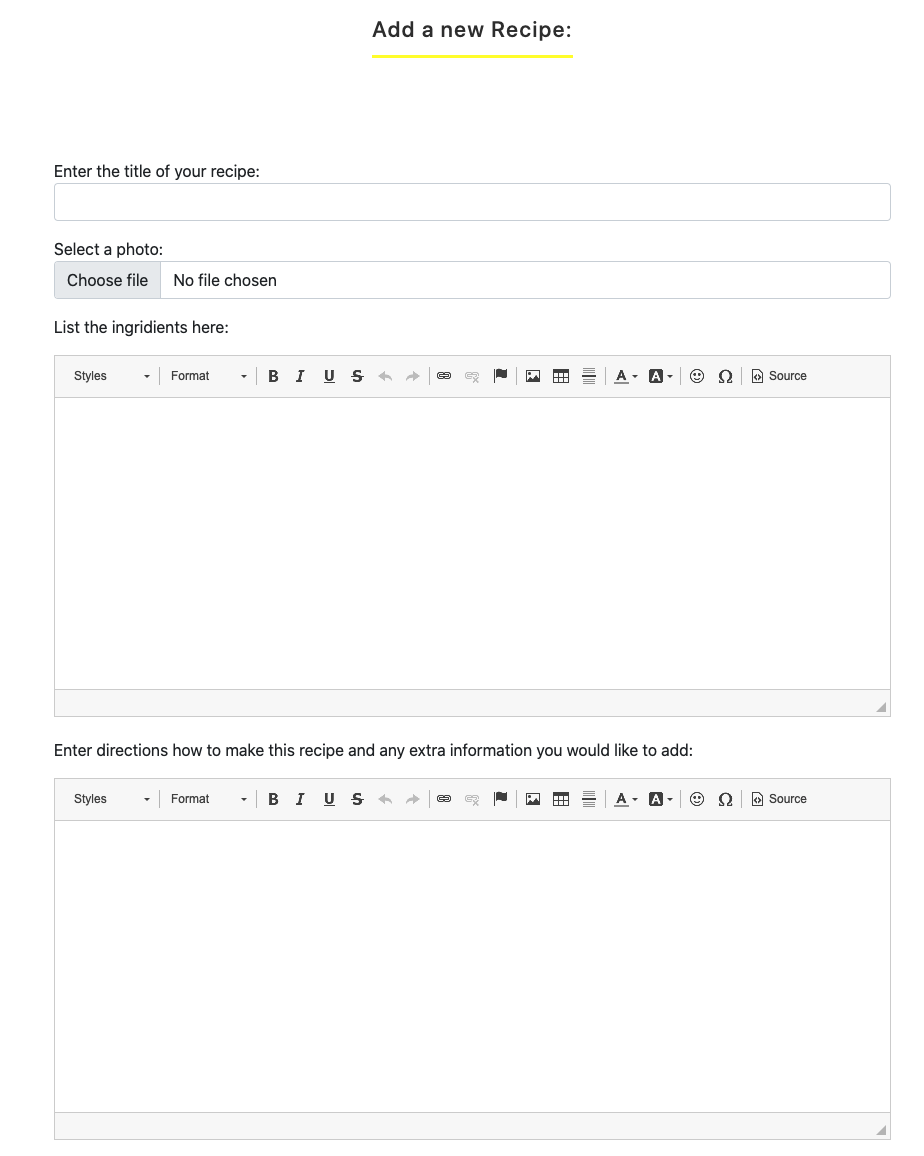 Add a new Recipe:
Enter the title of your recipe:
Select a photo:
Choose file No file chosen
List the ingridients here:
Styles Format B I U S A A Ω Source
Enter directions how to make this recipe and any extra information you would like to add:
Styles Format B I U S A A Ω Source